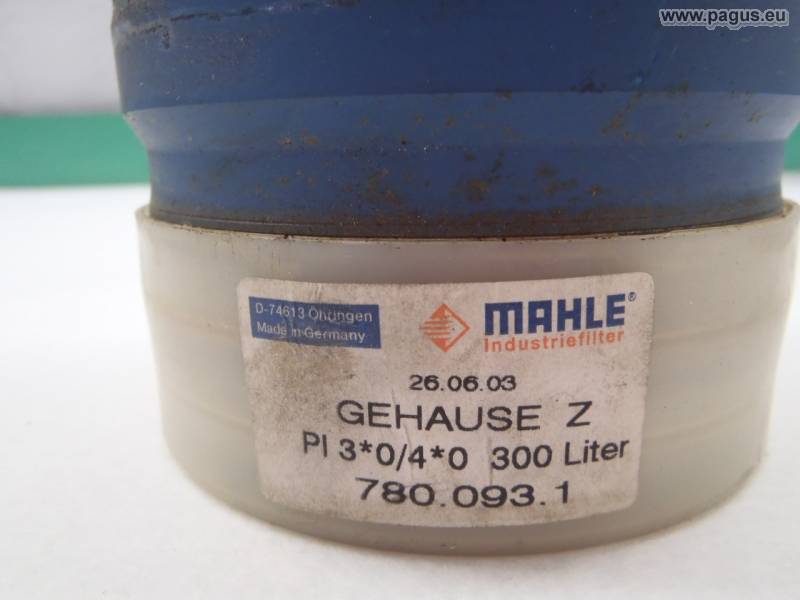 www.pagus.eu
D-74613 Öhringen
Made in Germany
MAHLE®
Industriefilter
26.06.03
GEHAUSE Z
PI 3*0/4*0 300 Liter
780.093.1